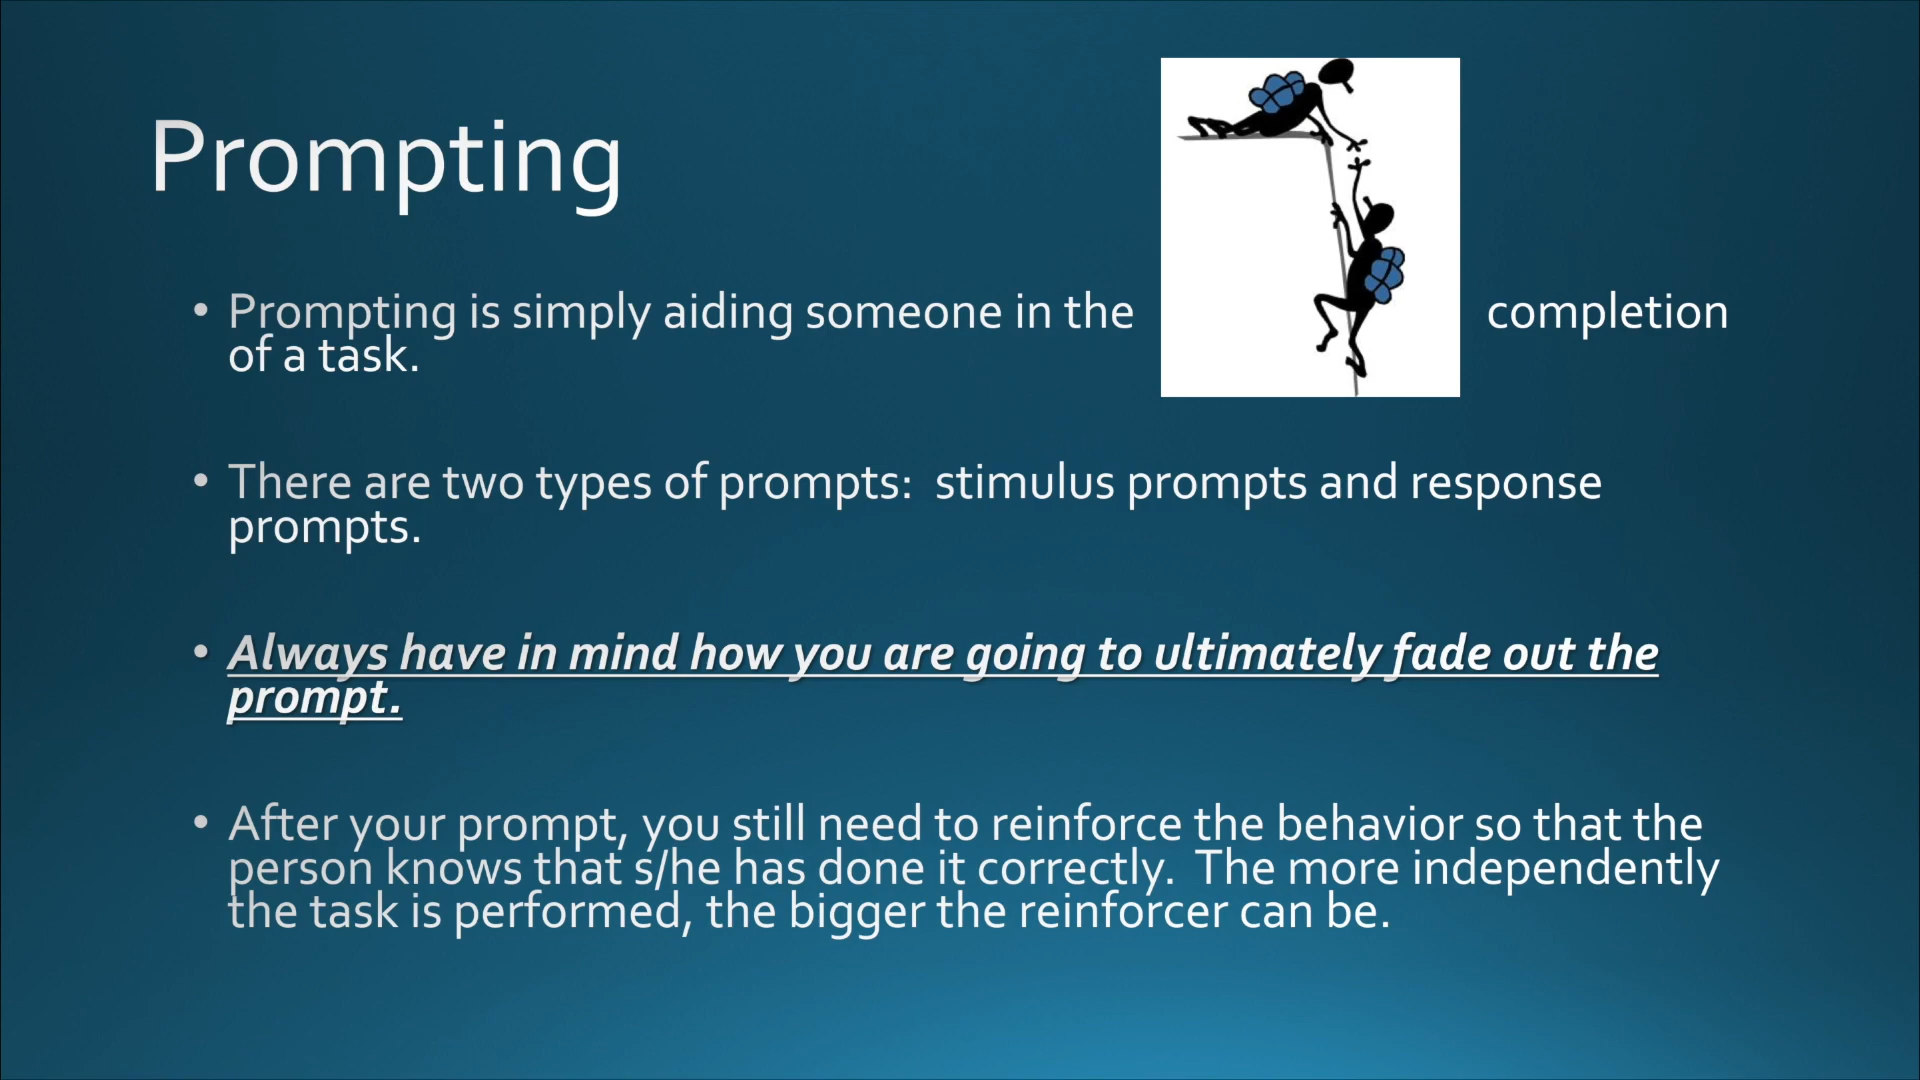 Prompting
• Prompting is simply aiding someone in the completion
of a task.
• There are two types of prompts:  stimulus prompts and response
prompts.
• Always have in mind how you are going to ultimately fade out the
prompt.
• After your prompt, you still need to reinforce the behavior so that the
person knows that s/he has done it correctly.  The more independently
the task is performed, the bigger the reinforcer can be.